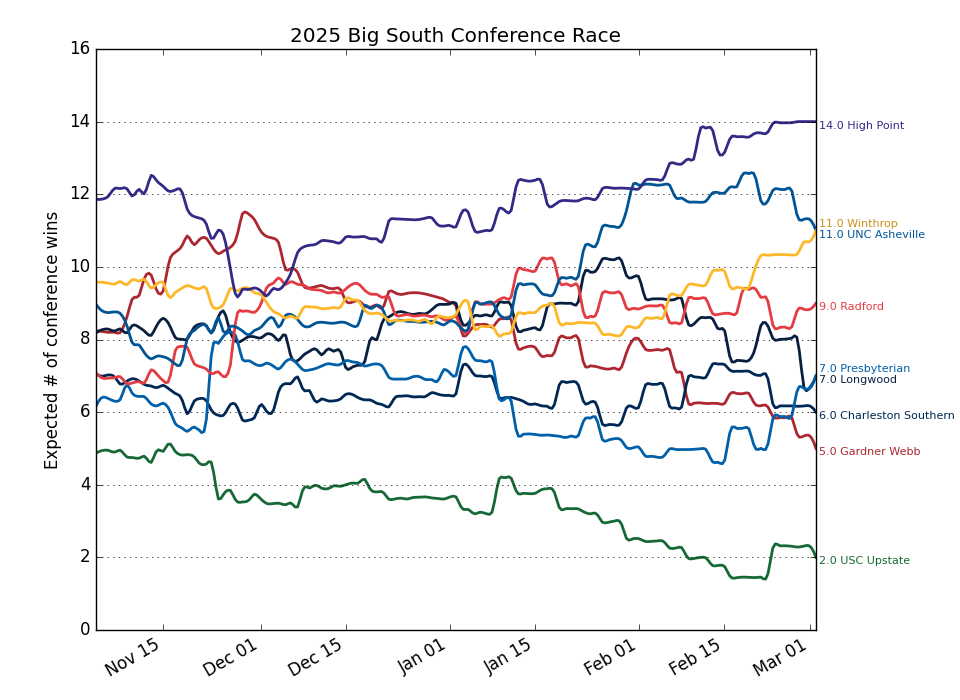 2025 Big South Conference Race
Expected # of conference wins
16
14
12
10
8
6
4
2
0
Nov 15
Dec 01
Dec 15
Jan 01
Jan 15
Feb 01
Feb 15
Mar 01
14.0 High Point
11.0 Winthrop
11.0 UNC Asheville
9.0 Radford
7.0 Presbyterian
7.0 Longwood
6.0 Charleston Southern
5.0 Gardner Webb
2.0 USC Upstate